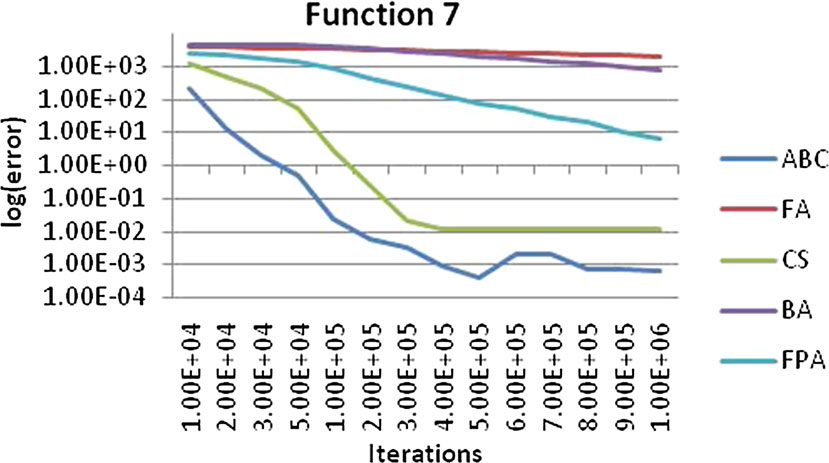 Function 7
log(error)
1.00E+03
1.00E+02
1.00E+01
1.00E+00
1.00E-01
1.00E-02
1.00E-03
1.00E-04
1.00E+04
2.00E+04
3.00E+04
5.00E+04
1.00E+05
2.00E+05
3.00E+05
4.00E+05
5.00E+05
6.00E+05
7.00E+05
8.00E+05
9.00E+05
1.00E+06
Iterations
ABC
FA
CS
BA
FPA